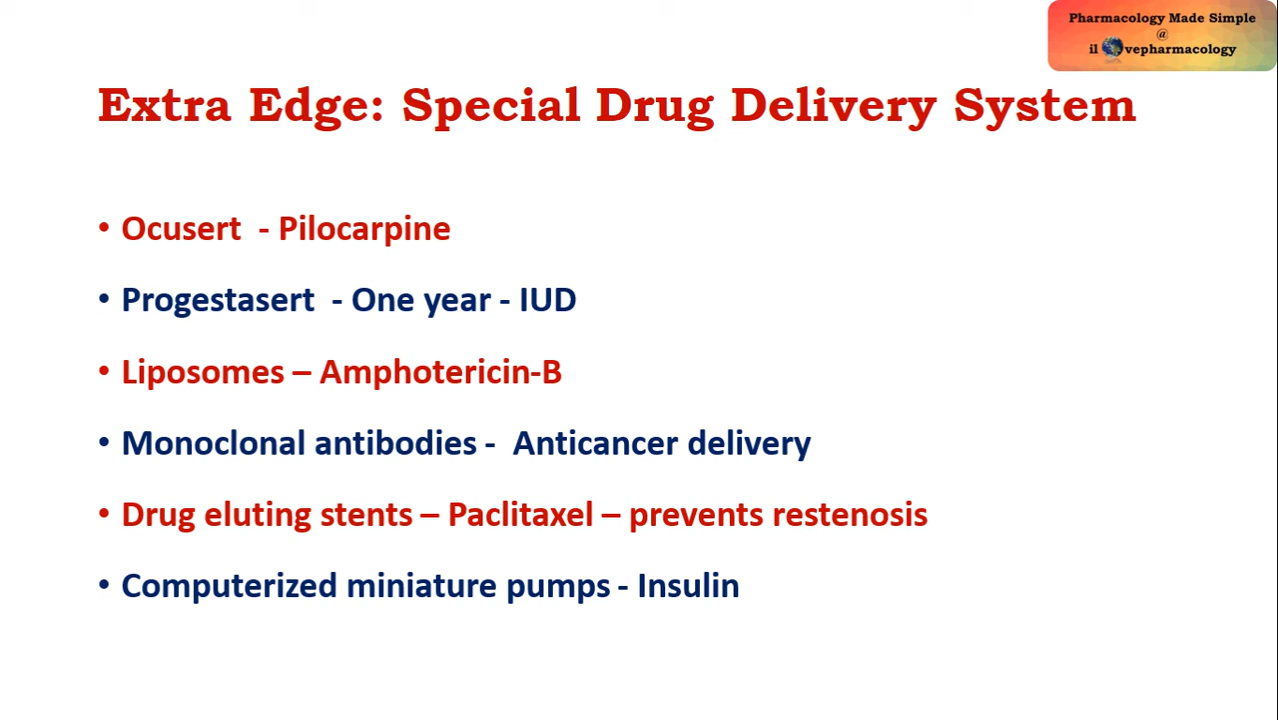 Pharmacology Made Simple
@
il vepharmacology
Extra Edge: Special Drug Delivery System
• Ocusert - Pilocarpine
• Progestasert - One year - IUD
• Liposomes – Amphotericin-B
• Monoclonal antibodies - Anticancer delivery
• Drug eluting stents – Paclitaxel – prevents restenosis
• Computerized miniature pumps - Insulin